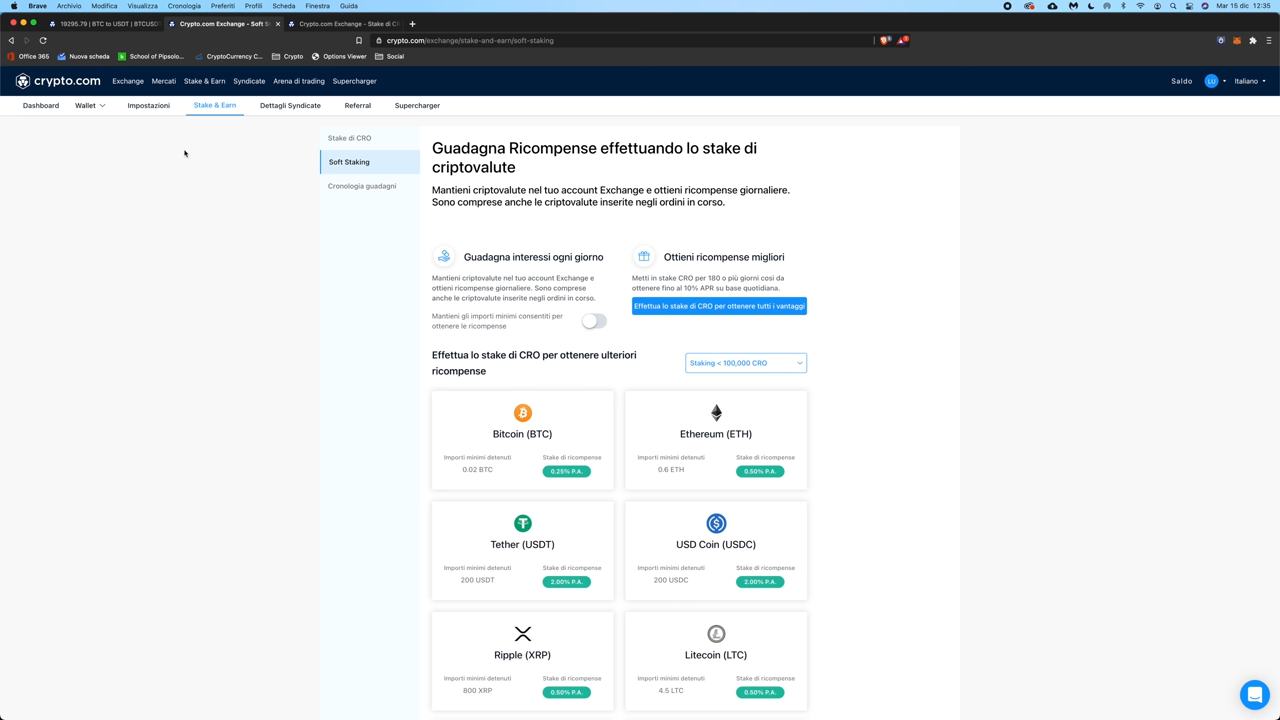 Brave Archivio Modifica Visualizza Cronologia Preferiti Profili Scheda Finestra Guida Mar 15 dic 12:35
19295.79 | BTC to USDT | BTCUSD Crypto.com Exchange - Soft S Crypto.com Exchange - Stake di C
crypto.com/exchange/stake-and-earn/soft-staking
Office 365 Nuova scheda School of Pipsolo... CryptoCurrency C... Crypto Options Viewer Social
crypto.com Exchange Mercati Stake & Earn Syndicate Arena di trading Supercharger Saldo LU Italiano
Dashboard Wallet Impostazioni Stake & Earn Dettagli Syndicate Referral Supercharger
Stake di CRO
Soft Staking
Cronologia guadagni
Guadagna Ricompense effettuando lo stake di
criptovalute
Mantieni criptovalute nel tuo account Exchange e ottieni ricompense giornaliere.
Sono comprese anche le criptovalute inserite negli ordini in corso.
Guadagna interessi ogni giorno
Mantieni criptovalute nel tuo account Exchange e
ottieni ricompense giornaliere. Sono comprese
anche le criptovalute inserite negli ordini in corso.
Mantieni gli importi minimi consentiti per
ottenere le ricompense
Ottieni ricompense migliori
Metti in stake CRO per 180 o più giorni così da
ottenere fino al 10% APR su base quotidiana.
Effettua lo stake di CRO per ottenere tutti i vantaggi
Effettua lo stake di CRO per ottenere ulteriori
ricompense
Staking < 100,000 CRO
Bitcoin (BTC)
Importi minimi detenuti Stake di ricompense
0.02 BTC 0.25% P.A.
Ethereum (ETH)
Importi minimi detenuti Stake di ricompense
0.6 ETH 0.50% P.A.
Tether (USDT)
Importi minimi detenuti Stake di ricompense
200 USDT 2.00% P.A.
USD Coin (USDC)
Importi minimi detenuti Stake di ricompense
200 USDC 2.00% P.A.
Ripple (XRP)
Importi minimi detenuti Stake di ricompense
800 XRP 0.50% P.A.
Litecoin (LTC)
Importi minimi detenuti Stake di ricompense
4.5 LTC 0.50% P.A.